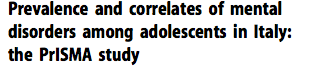 Prevalence and correlates of mental
disorders among adolescents in Italy:
the PrISMA study